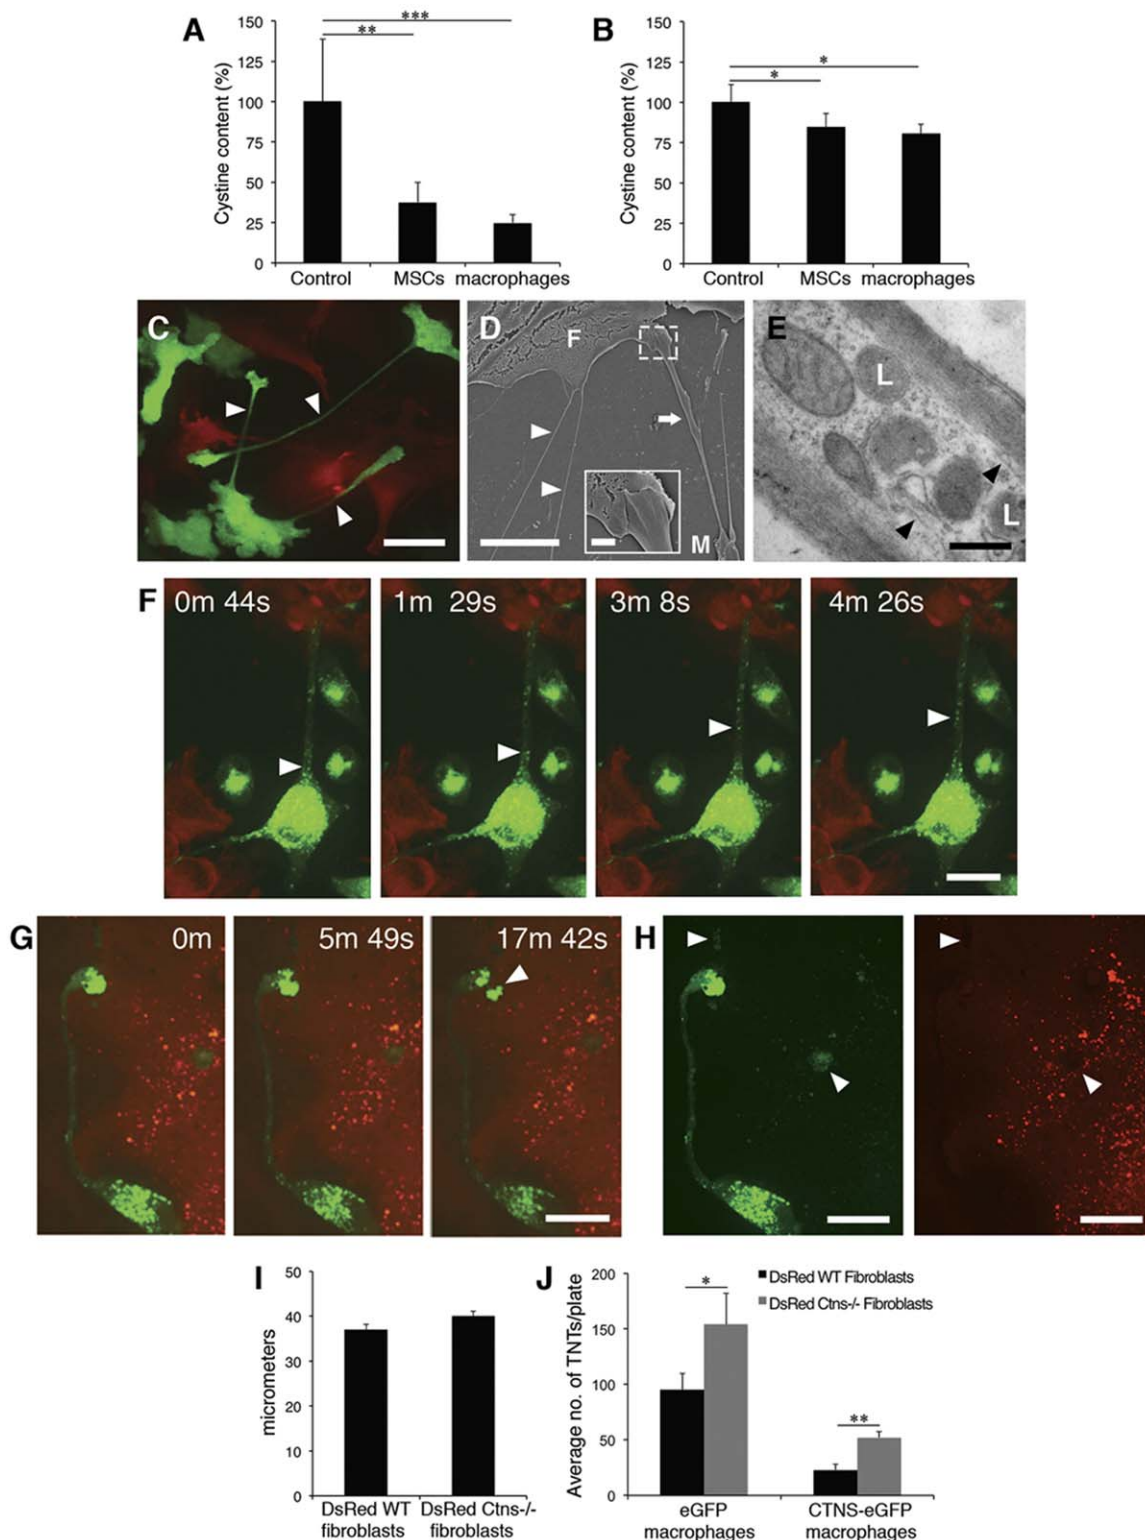 A
Cystine content (%)
150
125
100
75
50
25
0
**
***
Control
MSCs
macrophages
B
Cystine content (%)
150
125
100
75
50
25
0
*
*
Control
MSCs
macrophages
C
D
F
M
E
L
L
F
0m 44s
1m 29s
3m 8s
4m 26s
G
0m
5m 49s
17m 42s
H
I
micrometers
50
40
30
20
10
0
DsRed WT
fibroblasts
DsRed Ctns-/-
fibroblasts
J
Average no. of TNTs/plate
200
150
100
50
0
*
**
DsRed WT Fibroblasts
DsRed Ctns-/- Fibroblasts
eGFP
macrophages
CTNS-eGFP
macrophages